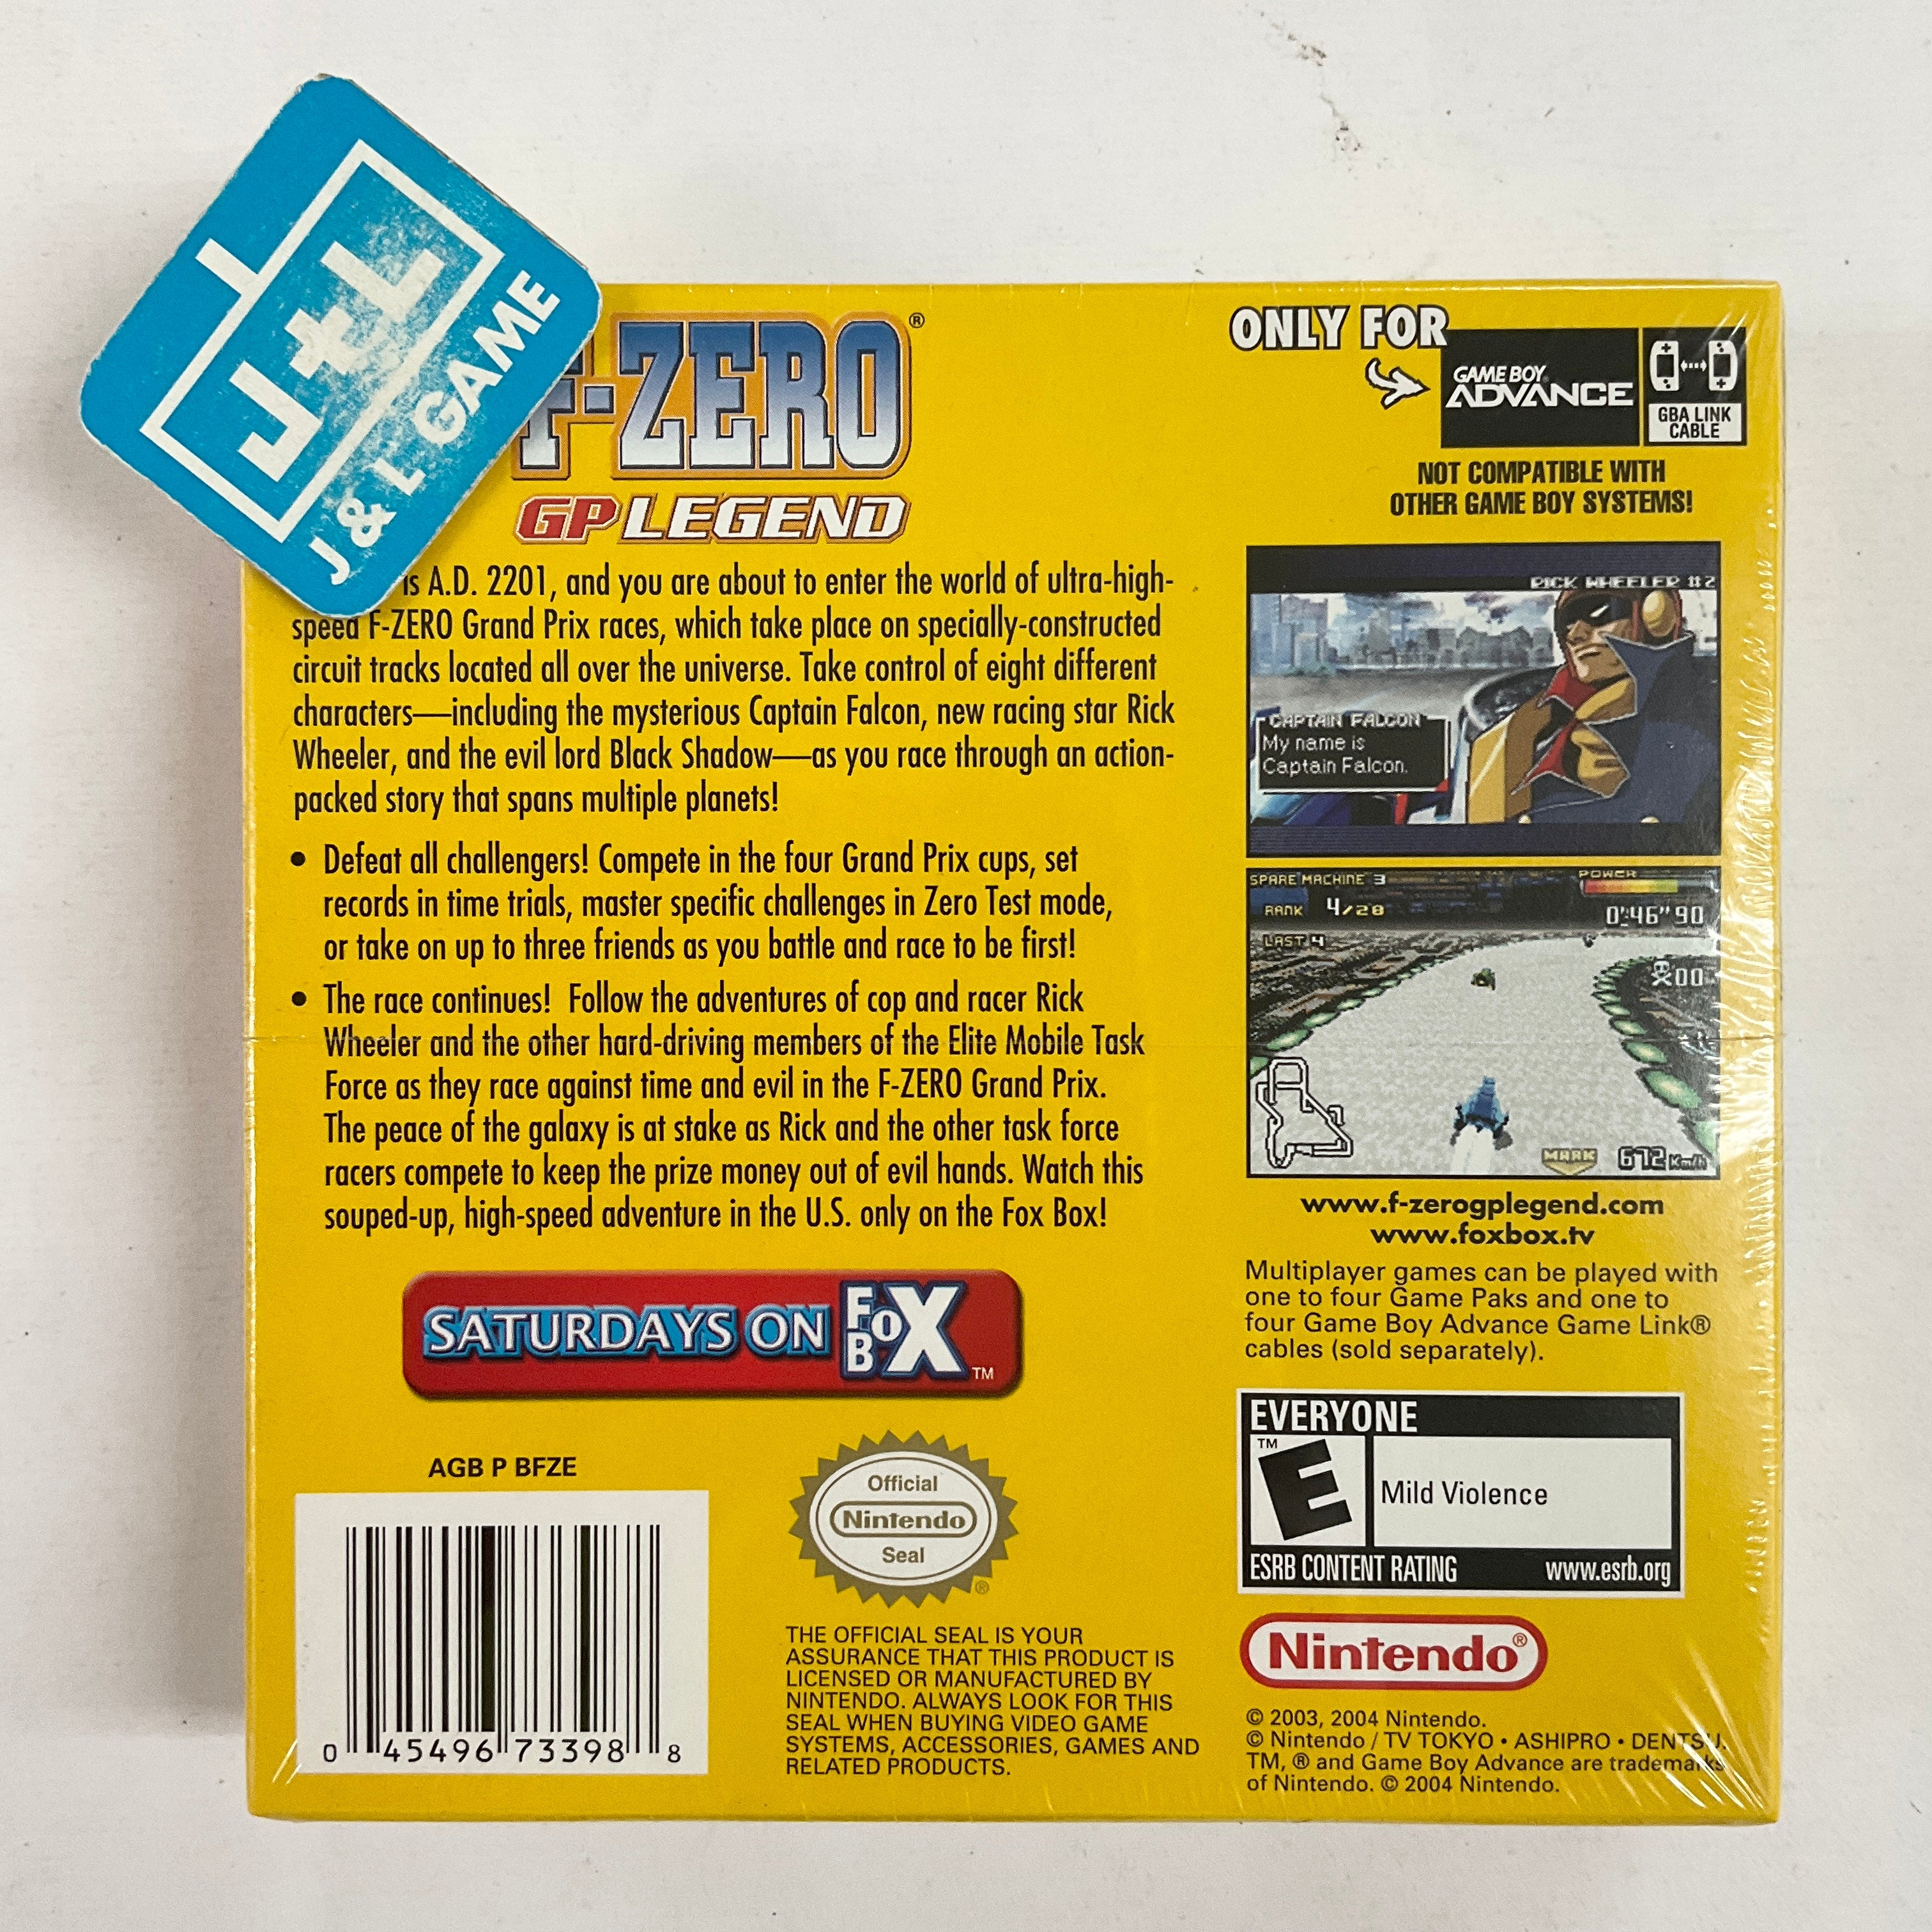 J+L
J & L GAME
F-ZERO®
GP LEGEND
is A.D. 2201, and you are about to enter the world of ultra-high-
speed F-ZERO Grand Prix races, which take place on specially-constructed
circuit tracks located all over the universe. Take control of eight different
characters—including the mysterious Captain Falcon, new racing star Rick
Wheeler, and the evil lord Black Shadow—as you race through an action-
packed story that spans multiple planets!
• Defeat all challengers! Compete in the four Grand Prix cups, set
records in time trials, master specific challenges in Zero Test mode,
or take on up to three friends as you battle and race to be first!
• The race continues! Follow the adventures of cop and racer Rick
Wheeler and the other hard-driving members of the Elite Mobile Task
Force as they race against time and evil in the F-ZERO Grand Prix.
The peace of the galaxy is at stake as Rick and the other task force
racers compete to keep the prize money out of evil hands. Watch this
souped-up, high-speed adventure in the U.S. only on the Fox Box!
SATURDAYS ON FOX BOX™
AGB P BFZE
0 45496 73398 8
Official
Nintendo
Seal
®
THE OFFICIAL SEAL IS YOUR
ASSURANCE THAT THIS PRODUCT IS
LICENSED OR MANUFACTURED BY
NINTENDO. ALWAYS LOOK FOR THIS
SEAL WHEN BUYING VIDEO GAME
SYSTEMS, ACCESSORIES, GAMES AND
RELATED PRODUCTS.
ONLY FOR
GAME BOY
ADVANCE
GBA LINK
CABLE
NOT COMPATIBLE WITH
OTHER GAME BOY SYSTEMS!
RICK WHEELER #2
CAPTAIN FALCON
My name is
Captain Falcon.
SPARE MACHINE 3
POWER
RANK 4/28
0'46"90
LAST 4
00
MARK 672 Km/h
www.f-zerogplegend.com
www.foxbox.tv
Multiplayer games can be played with
one to four Game Paks and one to
four Game Boy Advance Game Link®
cables (sold separately).
EVERYONE
™
E
Mild Violence
ESRB CONTENT RATING www.esrb.org
Nintendo®
© 2003, 2004 Nintendo.
© Nintendo / TV TOKYO • ASHIPRO • DENTSU.
TM, ® and Game Boy Advance are trademarks
of Nintendo. © 2004 Nintendo.